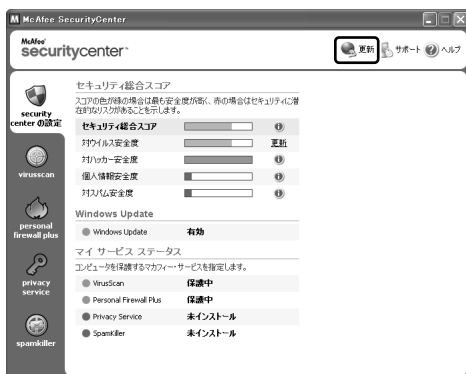 McAfee SecurityCenter
McAfee
securitycenter
更新
サポート
ヘルプ
security center の設定
virusscan
personal firewall plus
privacy service
spamkiller
セキュリティ総合スコア
スコアの色が緑の場合は最も安全度が高く、赤の場合はセキュリティに潜
在的なリスクがあることを示します。
セキュリティ総合スコア
対ウイルス安全度 更新
対ハッカー安全度
個人情報安全度
対スパム安全度
Windows Update
Windows Update 有効
マイ サービス ステータス
コンピュータを保護するマカフィー・サービスを指定します。
VirusScan 保護中
Personal Firewall Plus 保護中
Privacy Service 未インストール
SpamKiller 未インストール